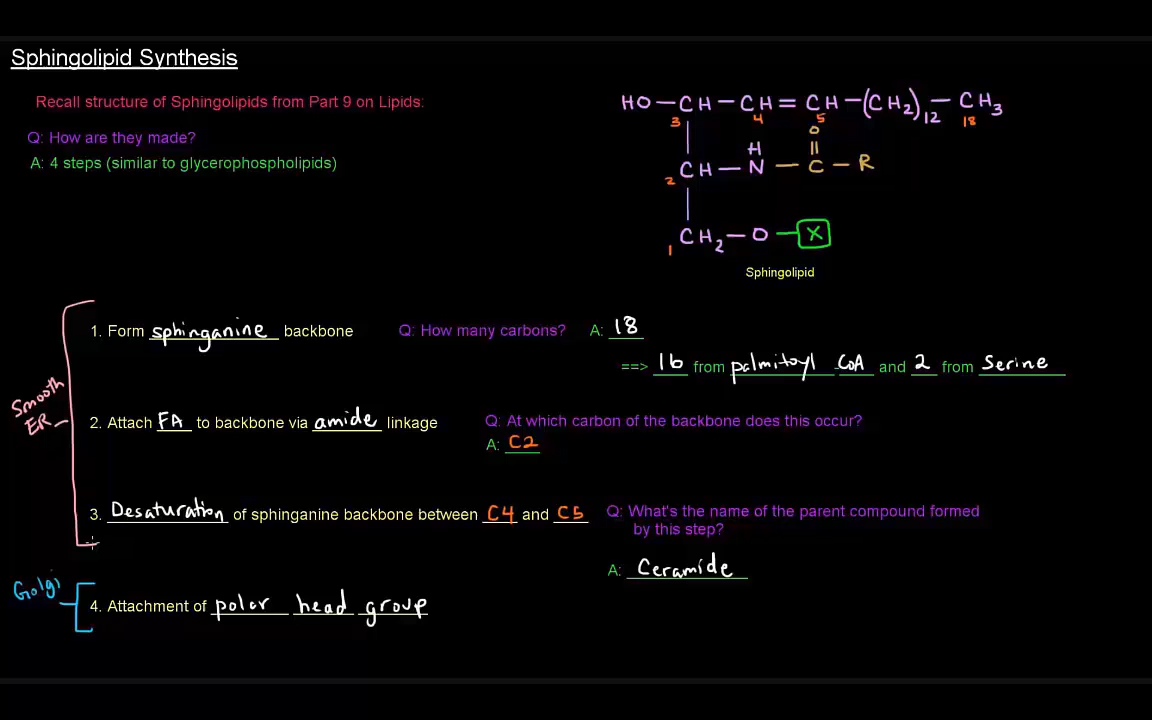 Sphingolipid Synthesis
Recall structure of Sphingolipids from Part 9 on Lipids:
Q: How are they made?
A: 4 steps (similar to glycerophospholipids)
HO-CH-CH=CH-(CH2)12-CH3
3 4 5 18
O
H
2 CH-N-C-R
1 CH2-O-X
Sphingolipid
1. Form sphinganine backbone Q: How many carbons? A: 18
==> 16 from palmitoyl CoA and 2 from Serine
Smooth ER
2. Attach FA to backbone via amide linkage Q: At which carbon of the backbone does this occur?
A: C2
3. Desaturation of sphinganine backbone between C4 and C5 Q: What's the name of the parent compound formed
by this step?
A: Ceramide
Golgi
4. Attachment of polar head group